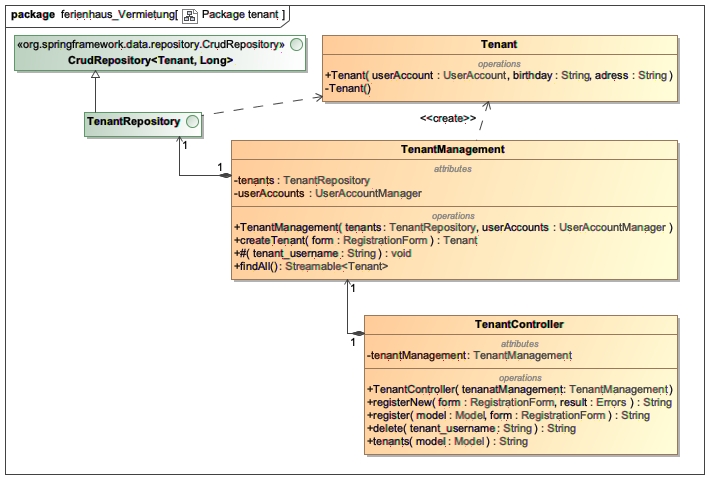 package ferienhaus_Vermietung[ Package tenant ]
«org.springframework.data.repository.CrudRepository»
CrudRepository<Tenant, Long>
Tenant
operations
+Tenant( userAccount : UserAccount, birthday : String, adress : String )
-Tenant()
TenantRepository
<<create>>
1
1
TenantManagement
attributes
-tenants : TenantRepository
-userAccounts : UserAccountManager
operations
+TenantManagement( tenants: TenantRepository, userAccounts : UserAccountManager )
+createTenant( form : RegistrationForm ) : Tenant
+#( tenant_username : String ) : void
+findAll() : Streamable<Tenant>
1
1
TenantController
attributes
-tenantManagement : TenantManagement
operations
+TenantController( tenanatManagement: TenantManagement)
+registerNew( form : RegistrationForm, result : Errors ) : String
+register( model : Model, form : RegistrationForm ) : String
+delete( tenant_username : String ) : String
+tenants( model : Model ) : String